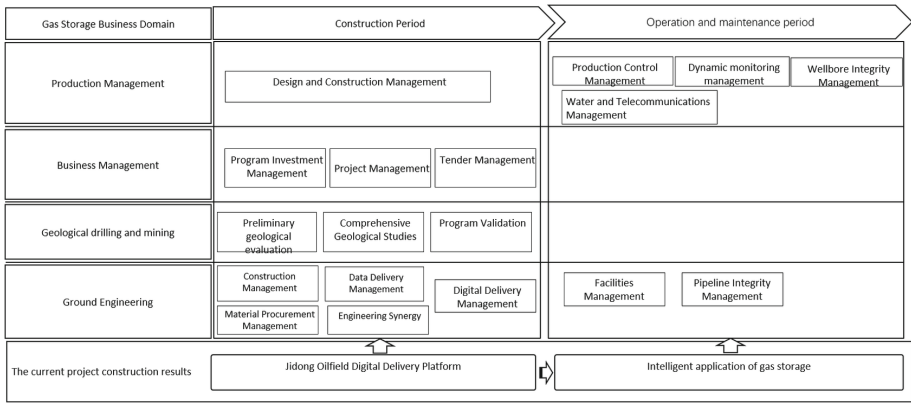 Gas Storage Business Domain
Construction Period
Operation and maintenance period
Production Management
Design and Construction Management
Production Control
Management
Dynamic monitoring
management
Wellbore Integrity
Management
Water and Telecommunications
Management
Business Management
Program Investment
Management
Project Management
Tender Management
Geological drilling and mining
Preliminary
geological
evaluation
Comprehensive
Geological Studies
Program Validation
Ground Engineering
Construction
Management
Data Delivery
Management
Digital Delivery
Management
Material Procurement
Management
Engineering Synergy
Facilities
Management
Pipeline Integrity
Management
The current project construction results
Jidong Oilfield Digital Delivery Platform
Intelligent application of gas storage